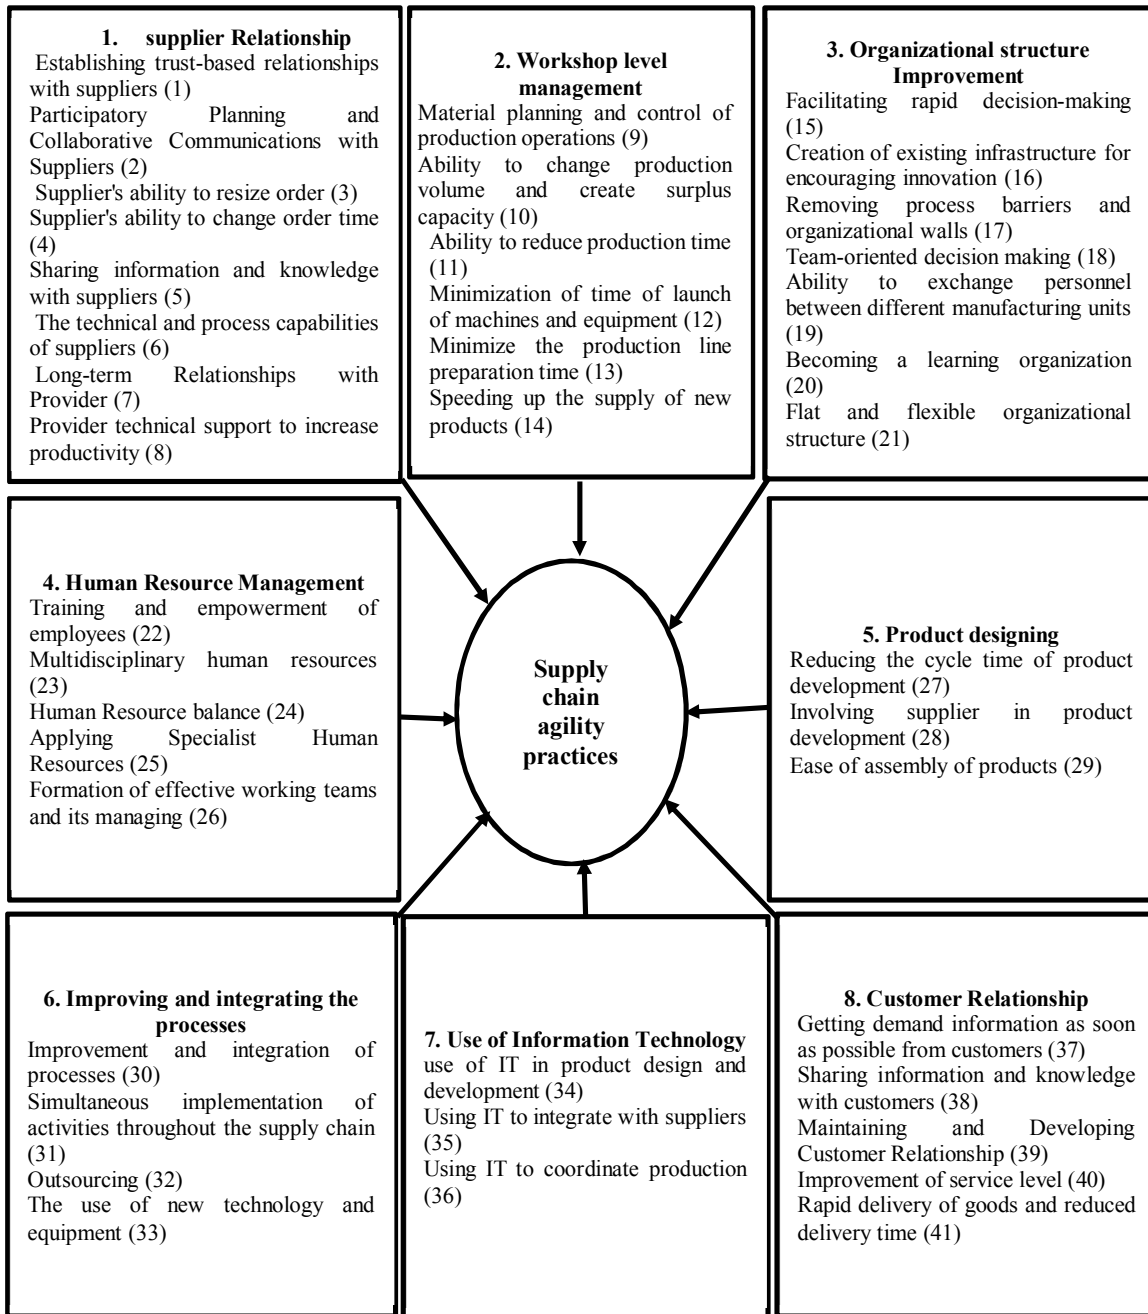 1. supplier Relationship
Establishing trust-based relationships
with suppliers (1)
Participatory Planning and
Collaborative Communications with
Suppliers (2)
Supplier's ability to resize order (3)
Supplier's ability to change order time
(4)
Sharing information and knowledge
with suppliers (5)
The technical and process capabilities
of suppliers (6)
Long-term Relationships with
Provider (7)
Provider technical support to increase
productivity (8)
2. Workshop level
management
Material planning and control of
production operations (9)
Ability to change production
volume and create surplus
capacity (10)
Ability to reduce production time
(11)
Minimization of time of launch
of machines and equipment (12)
Minimize the production line
preparation time (13)
Speeding up the supply of new
products (14)
3. Organizational structure
Improvement
Facilitating rapid decision-making
(15)
Creation of existing infrastructure for
encouraging innovation (16)
Removing process barriers and
organizational walls (17)
Team-oriented decision making (18)
Ability to exchange personnel
between different manufacturing units
(19)
Becoming a learning organization
(20)
Flat and flexible organizational
structure (21)
4. Human Resource Management
Training and empowerment of
employees (22)
Multidisciplinary human resources
(23)
Human Resource balance (24)
Applying Specialist Human
Resources (25)
Formation of effective working teams
and its managing (26)
Supply
chain
agility
practices
5. Product designing
Reducing the cycle time of product
development (27)
Involving supplier in product
development (28)
Ease of assembly of products (29)
6. Improving and integrating the
processes
Improvement and integration of
processes (30)
Simultaneous implementation of
activities throughout the supply chain
(31)
Outsourcing (32)
The use of new technology and
equipment (33)
7. Use of Information Technology
use of IT in product design and
development (34)
Using IT to integrate with suppliers
(35)
Using IT to coordinate production
(36)
8. Customer Relationship
Getting demand information as soon
as possible from customers (37)
Sharing information and knowledge
with customers (38)
Maintaining and Developing
Customer Relationship (39)
Improvement of service level (40)
Rapid delivery of goods and reduced
delivery time (41)